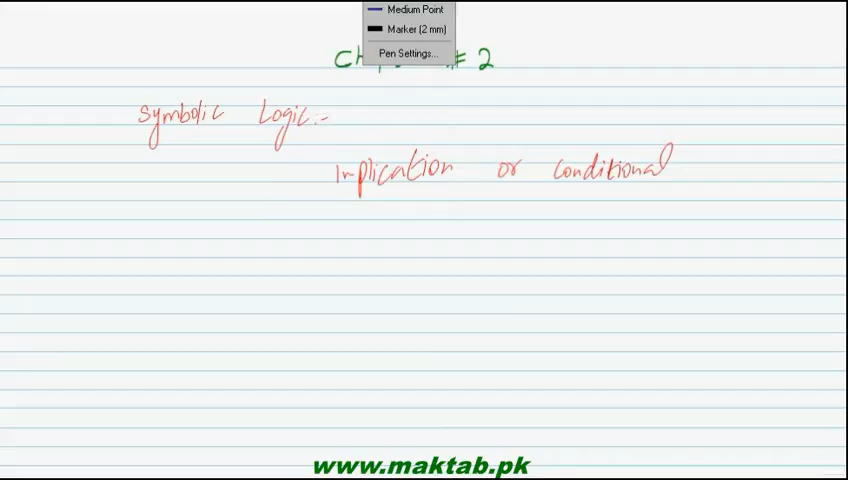 Medium Point
Marker (2 mm)
Pen Settings...
# 2
Symbolic Logic:-
Implication or conditional
www.maktab.pk